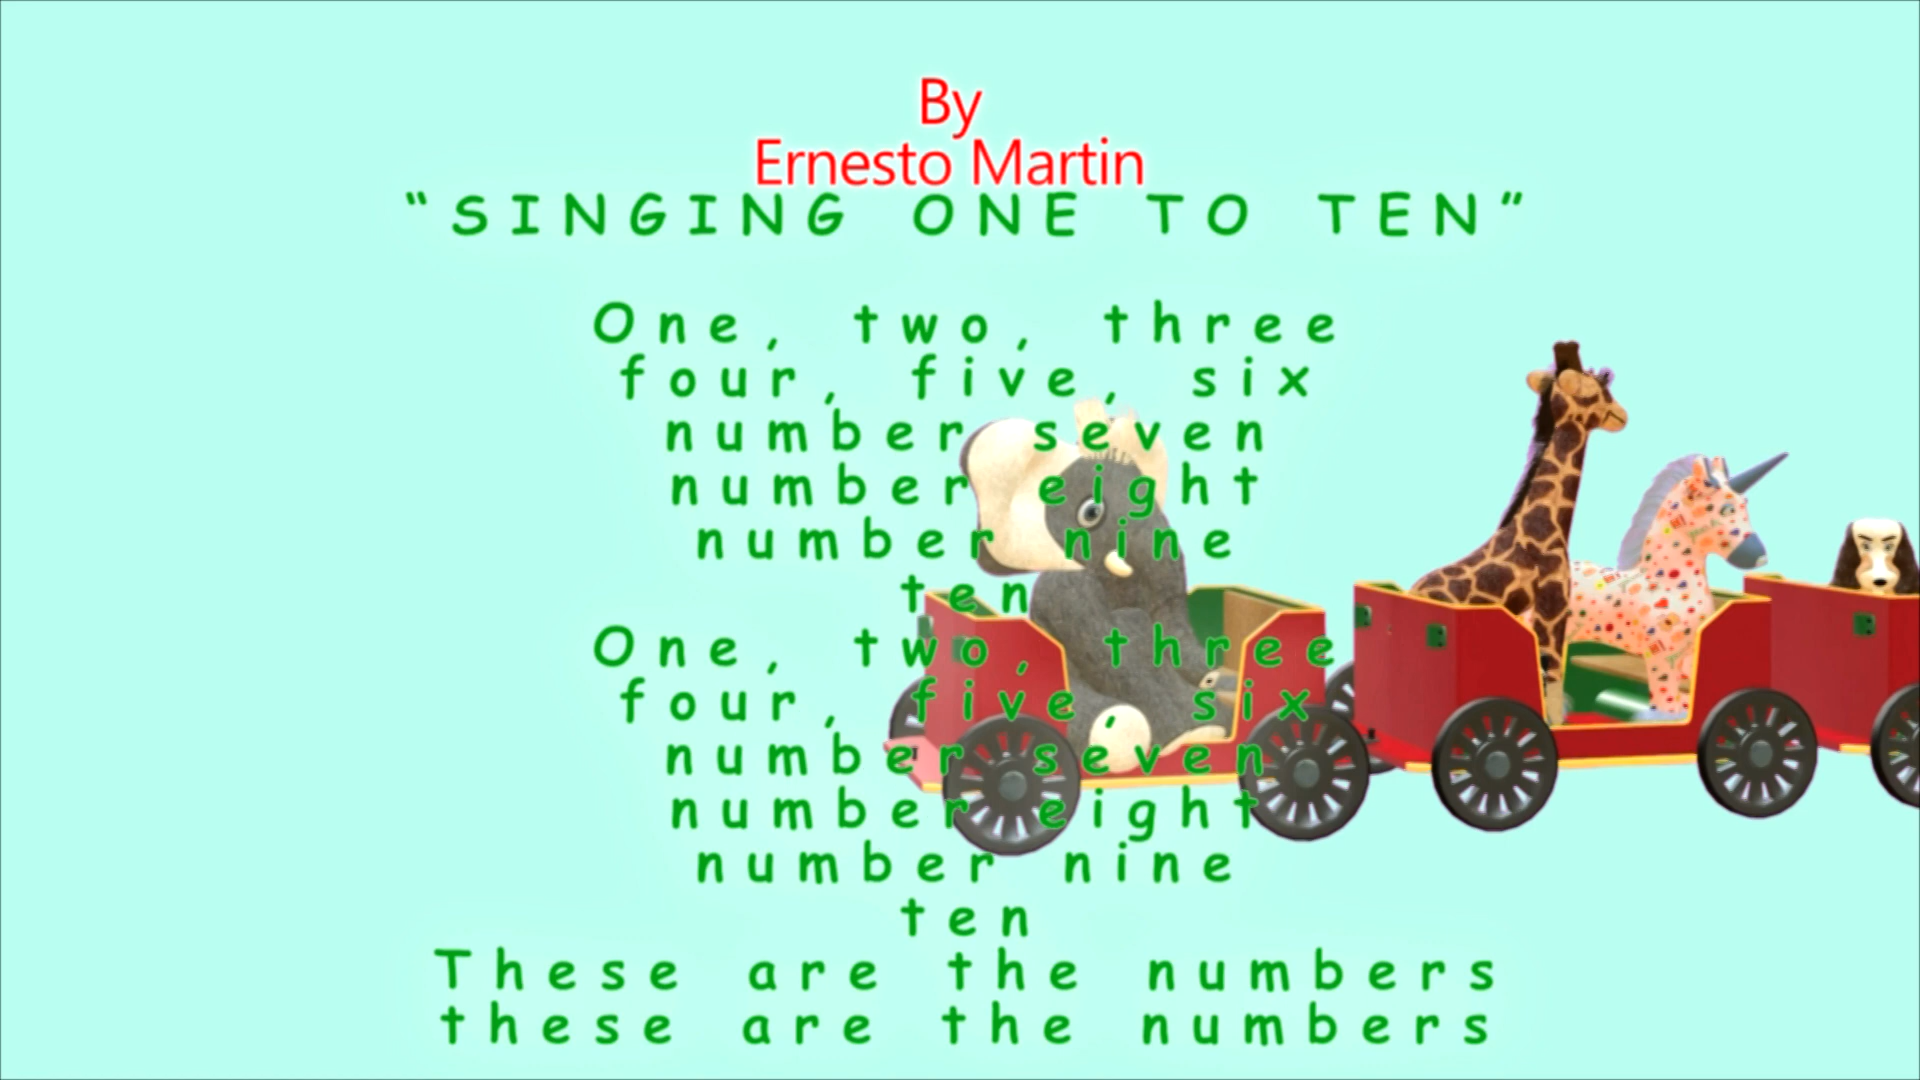 By
Ernesto Martin
“SINGING ONE TO TEN”
One, two, three
four, five, six
number seven
number eight
number nine
ten
One, two, three
four, five, six
number seven
number eight
number nine
ten
These are the numbers
these are the numbers